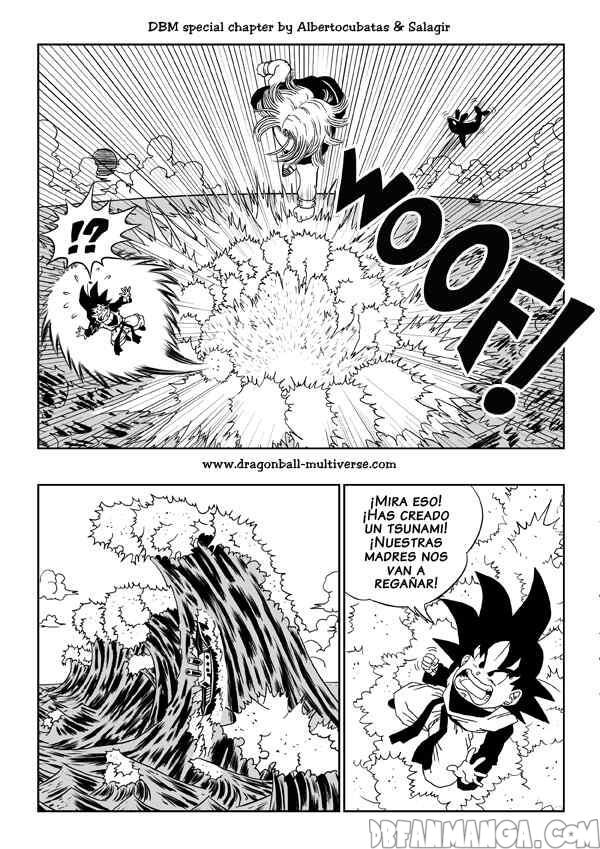 DBM special chapter by Albertocubatas & Salagir
!?
WOOF!
www.dragonball-multiverse.com
¡MIRA ESO!
¡HAS CREADO
UN TSUNAMI!
¡NUESTRAS
MADRES NOS
VAN A
REGAÑAR!
DBFANMANGA.COM